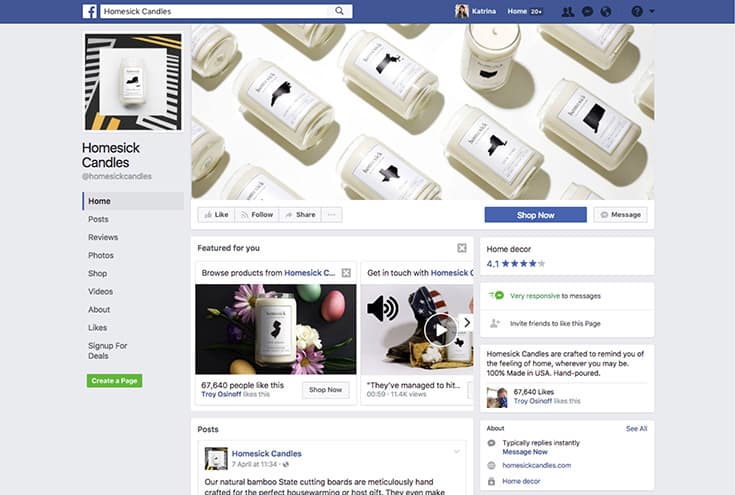 Homesick Candles
Katrina
Home 20+
homesick
homesick
homesick
homesick
Homesick
Candles
@homesickcandles
Home
Posts
Reviews
Photos
Shop
Videos
About
Likes
Signup For
Deals
Create a Page
Like
Follow
Share
Shop Now
Message
Featured for you
Browse products from Homesick C...
homesick
67,640 people like this
Troy Osinoff likes this
Shop Now
Get in touch with Homesick C
"They've managed to hit...
00:59 · 11.4K views
Posts
Homesick Candles
7 April at 11:34 ·
Our natural bamboo State cutting boards are meticulously hand
crafted for the perfect housewarming or host gift. They even make
Home decor
4.1
Very responsive to messages
Invite friends to like this Page
Homesick Candles are crafted to remind you of
the feeling of home, wherever you may be.
100% Made in USA. Hand-poured.
67,640 Likes
Troy Osinoff likes this
About
See All
Typically replies instantly
Message Now
homesickcandles.com
Home decor